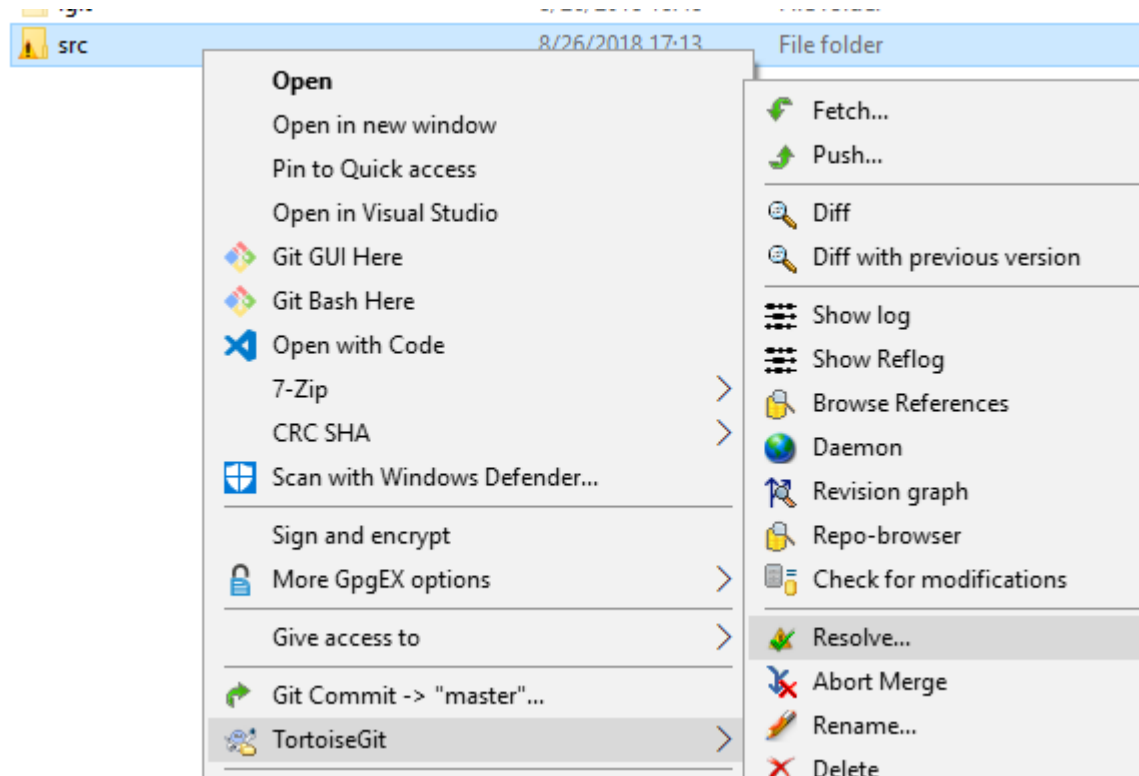 src 8/26/2018 17:13 File folder
Open
Open in new window
Pin to Quick access
Open in Visual Studio
Git GUI Here
Git Bash Here
Open with Code
7-Zip
CRC SHA
Scan with Windows Defender...
Sign and encrypt
More GpgEX options
Give access to
Git Commit -> "master"...
TortoiseGit
Fetch...
Push...
Diff
Diff with previous version
Show log
Show Reflog
Browse References
Daemon
Revision graph
Repo-browser
Check for modifications
Resolve...
Abort Merge
Rename...
Delete